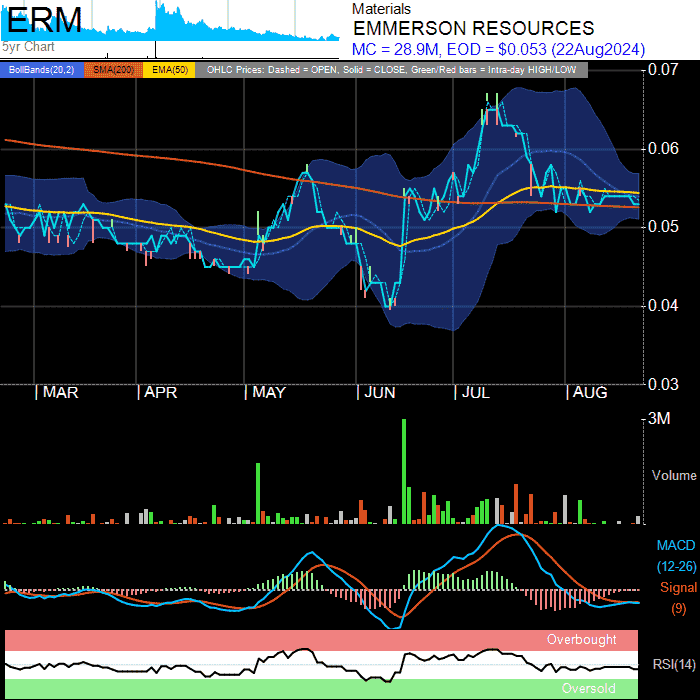 ERM
5yr Chart
Materials
EMMERSON RESOURCES
MC = 28.9M, EOD = $0.053 (22Aug2024)
BollBands(20,2) SMA(200) EMA(50) OHLC Prices: Dashed = OPEN, Solid = CLOSE, Green/Red bars = Intra-day HIGH/LOW
0.07
0.06
0.05
0.04
0.03
| MAR | APR | MAY | JUN | JUL | AUG
3M
Volume
MACD
(12-26)
Signal
(9)
Overbought
RSI(14)
Oversold